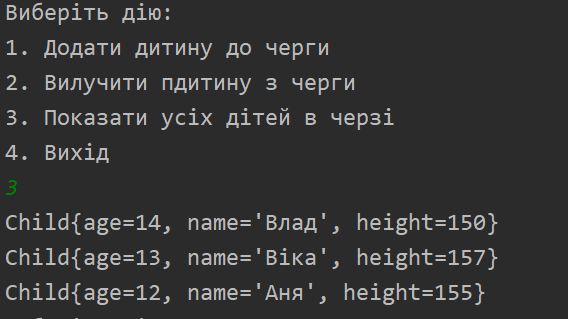 Виберіть дію:
1. Додати дитину до черги
2. Вилучити пдитину з черги
3. Показати усіх дітей в черзі
4. Вихід
3
Child{age=14, name='Влад', height=150}
Child{age=13, name='Віка', height=157}
Child{age=12, name='Аня', height=155}